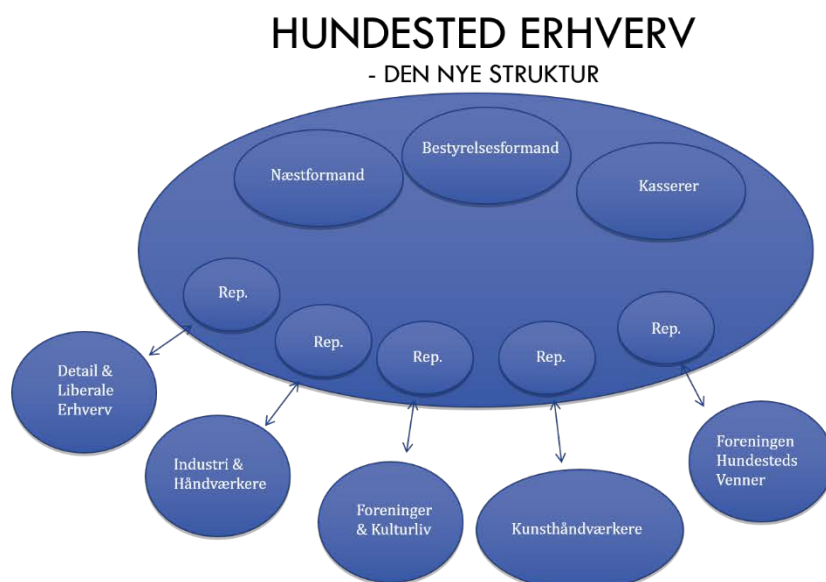 HUNDESTED ERHVERV
- DEN NYE STRUKTUR
Bestyrelsesformand
Næstformand
Kasserer
Rep.
Rep.
Rep.
Rep.
Rep.
Detail &
Liberale
Erhverv
Industri &
Håndværkere
Foreninger
& Kulturliv
Kunsthåndværkere
Foreningen
Hundesteds
Venner